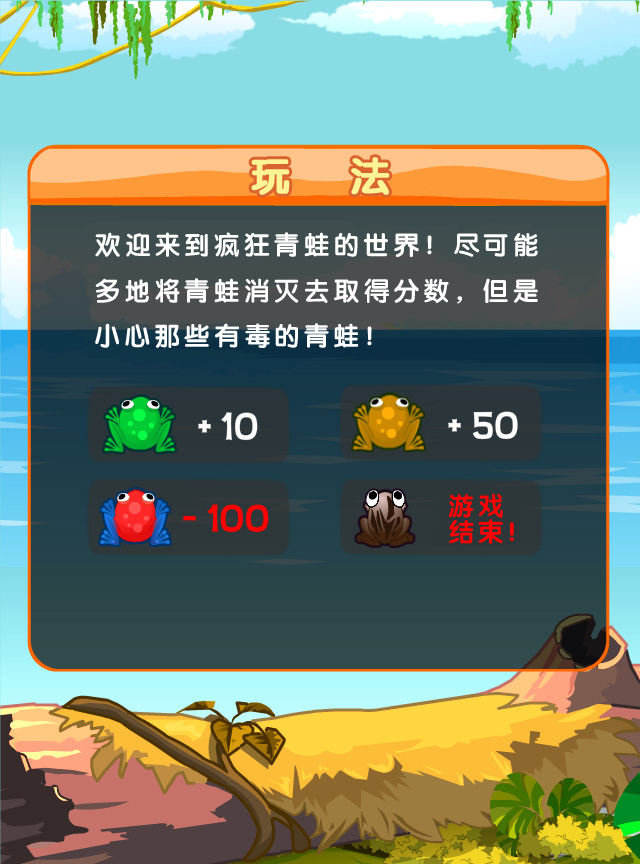 玩 法
欢迎来到疯狂青蛙的世界！尽可能
多地将青蛙消灭去取得分数，但是
小心那些有毒的青蛙！
+ 10
+ 50
- 100
游戏
结束！